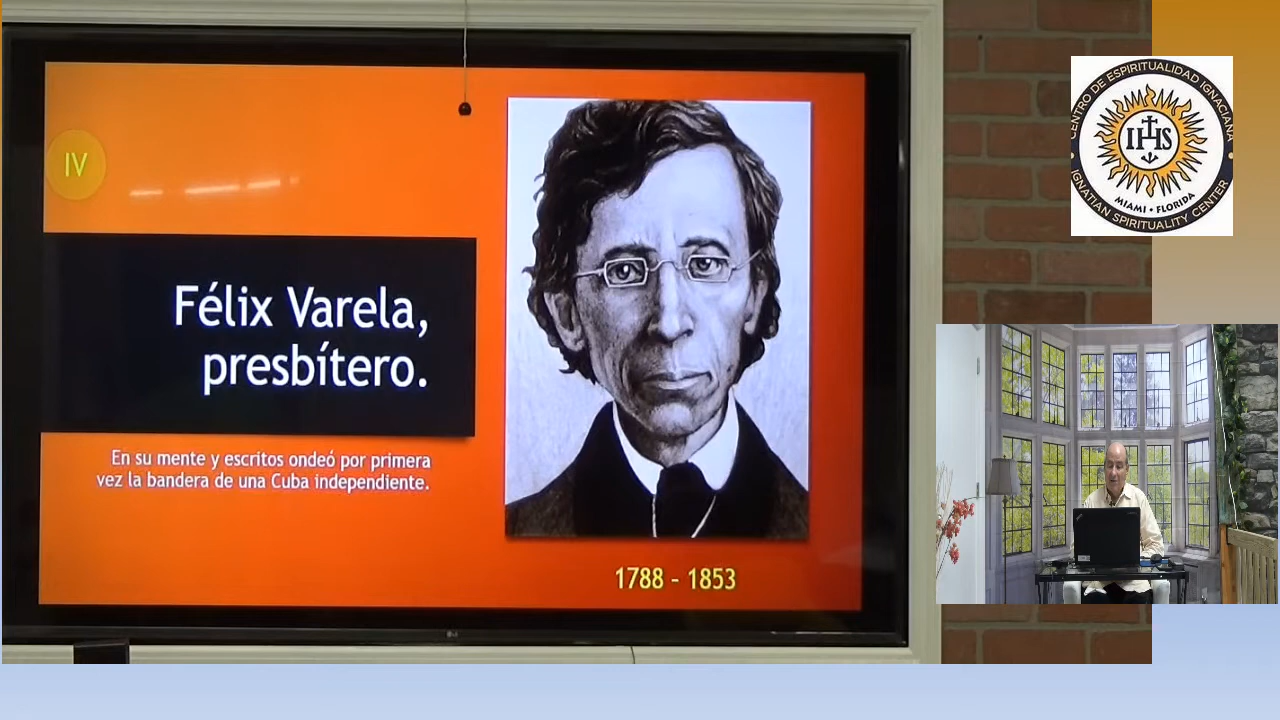 IV
Félix Varela,
presbítero.
En su mente y escritos ondeó por primera
vez la bandera de una Cuba independiente.
1788 - 1853
CENTRO DE ESPIRITUALIDAD IGNACIANA
IHS
MIAMI • FLORIDA
IGNATIAN SPIRITUALITY CENTER
LG